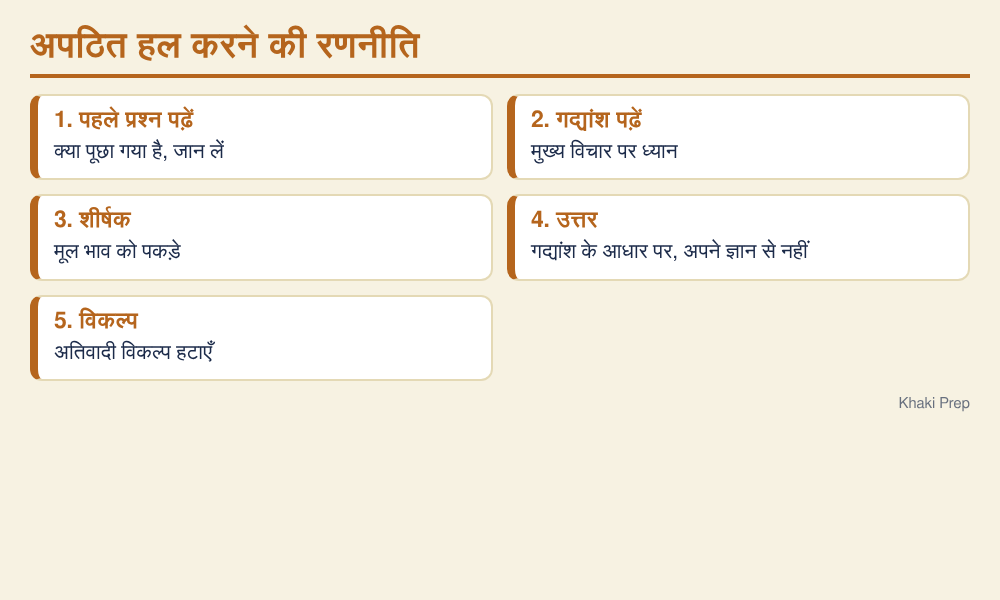 अपठित हल करने की रणनीति
1. पहले प्रश्न पढ़ें
क्या पूछा गया है, जान लें
2. गद्यांश पढ़ें
मुख्य विचार पर ध्यान
3. शीर्षक
मूल भाव को पकड़े
4. उत्तर
गद्यांश के आधार पर, अपने ज्ञान से नहीं
5. विकल्प
अतिवादी विकल्प हटाएँ
Khaki Prep